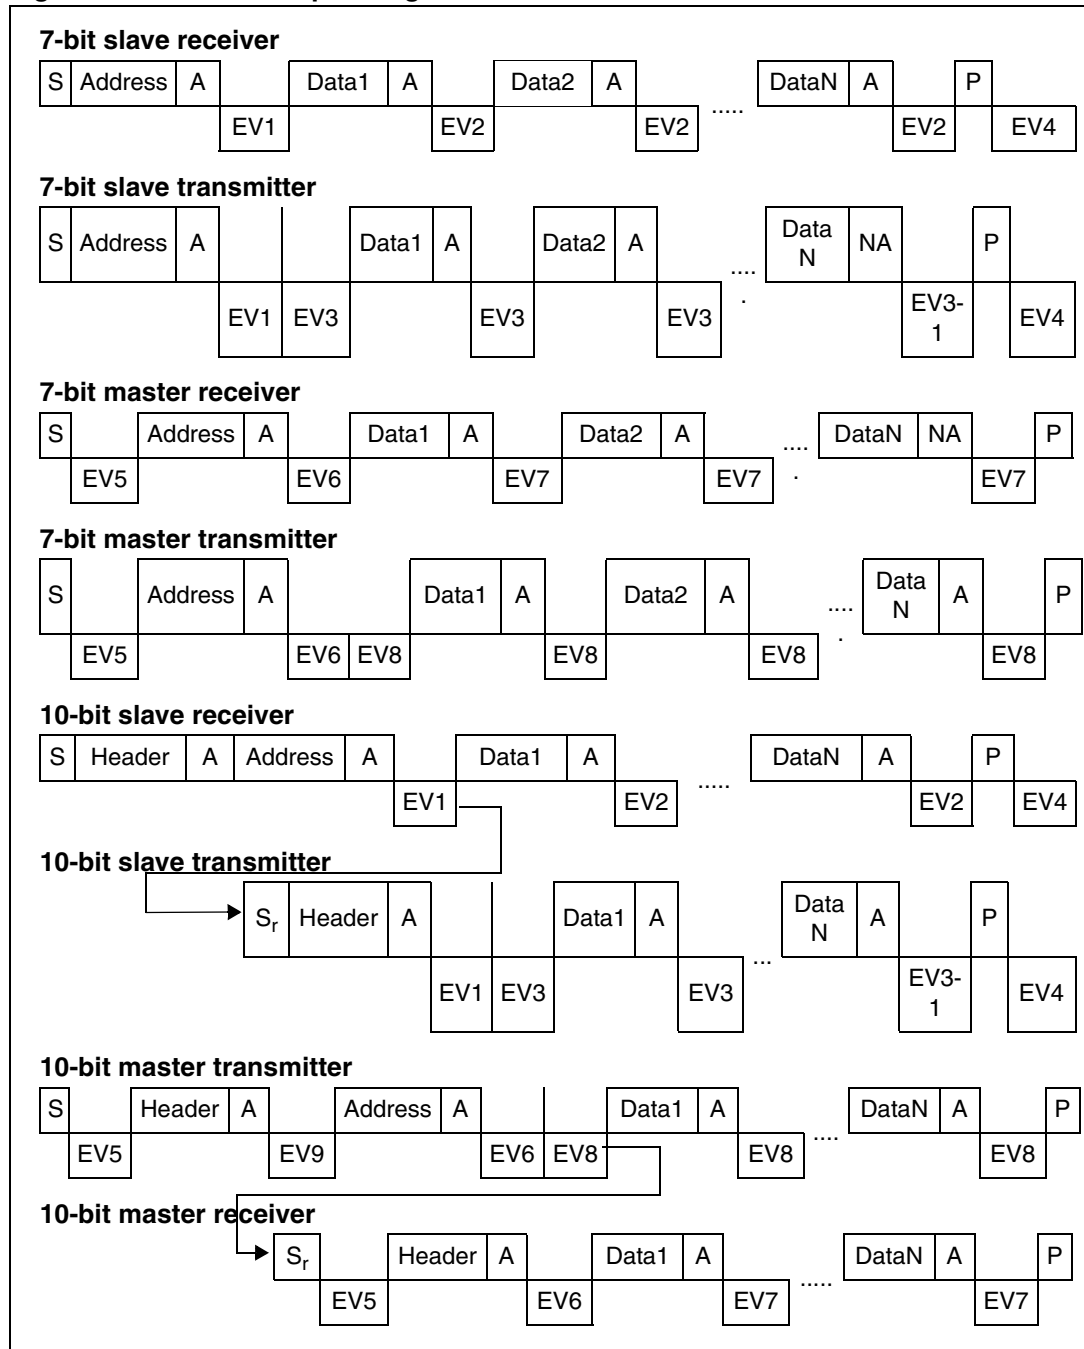 7-bit slave receiver
S Address A Data1 A Data2 A ..... DataN A P
EV1 EV2 EV2 EV2 EV4
7-bit slave transmitter
S Address A Data1 A Data2 A .... . Data N NA P
EV1 EV3 EV3 EV3 EV3-1 EV4
7-bit master receiver
S Address A Data1 A Data2 A .... . DataN NA P
EV5 EV6 EV7 EV7 EV7
7-bit master transmitter
S Address A Data1 A Data2 A .... . Data N A P
EV5 EV6 EV8 EV8 EV8 EV8
10-bit slave receiver
S Header A Address A Data1 A ..... DataN A P
EV1 EV2 EV2 EV4
10-bit slave transmitter
Sr Header A Data1 A ... Data N A P
EV1 EV3 EV3 EV3-1 EV4
10-bit master transmitter
S Header A Address A Data1 A .... DataN A P
EV5 EV9 EV6 EV8 EV8 EV8
10-bit master receiver
Sr Header A Data1 A ..... DataN A P
EV5 EV6 EV7 EV7